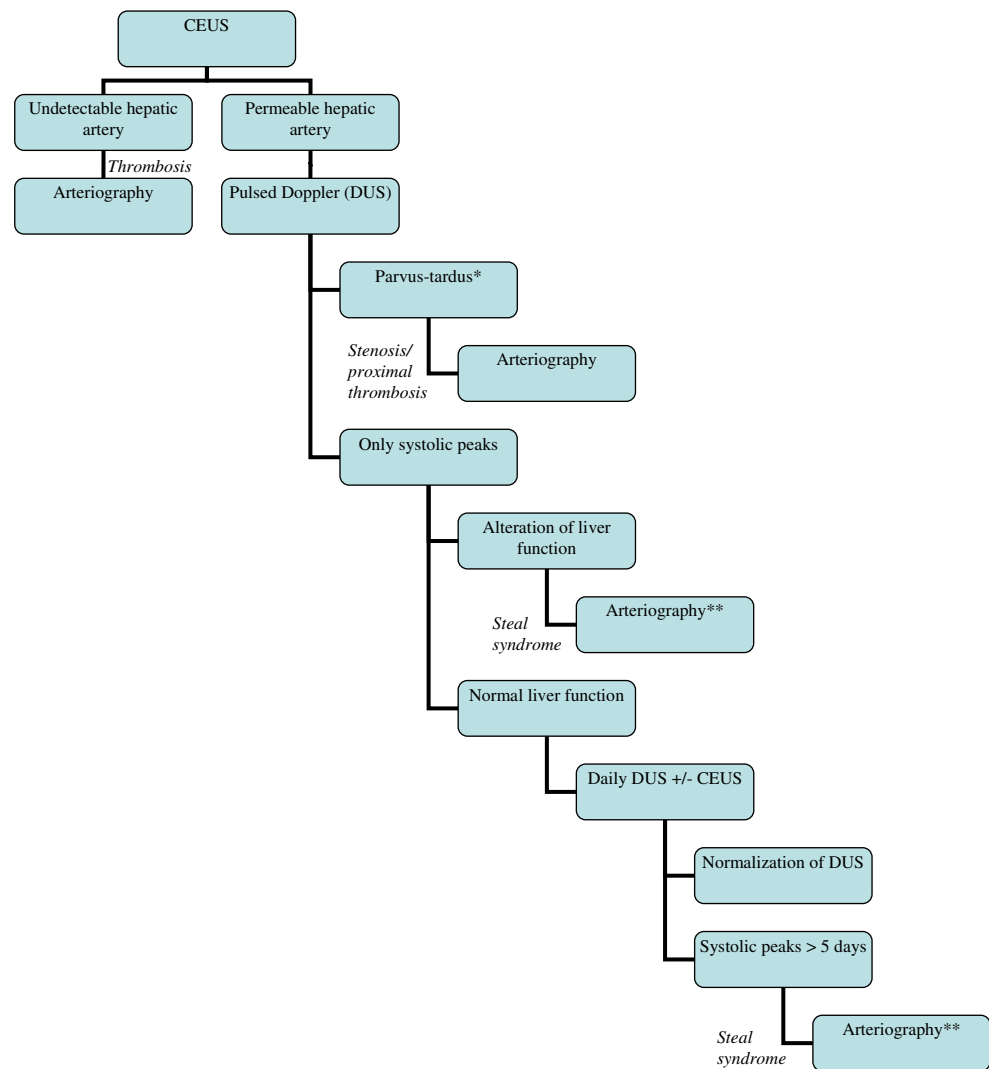 CEUS
Undetectable hepatic
artery
Permeable hepatic
artery
Thrombosis
Arteriography
Pulsed Doppler (DUS)
Parvus-tardus*
Stenosis/
proximal
thrombosis
Arteriography
Only systolic peaks
Alteration of liver
function
Steal
syndrome
Arteriography**
Normal liver function
Daily DUS +/- CEUS
Normalization of DUS
Systolic peaks > 5 days
Steal
syndrome
Arteriography**